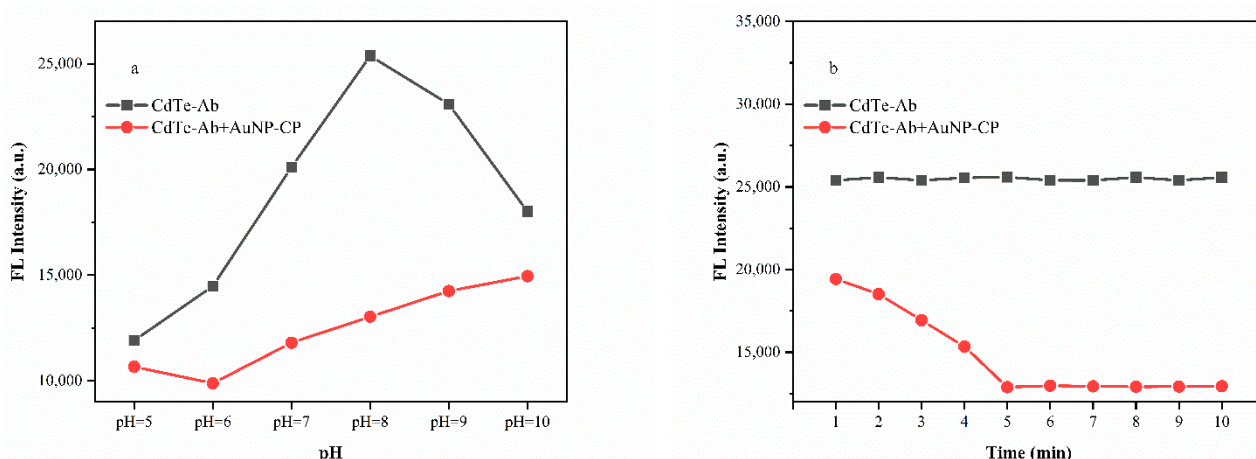 a
CdTe-Ab
CdTe-Ab+AuNP-CP
FL Intensity (a.u.)
25,000
20,000
15,000
10,000
pH=5 pH=6 pH=7 pH=8 pH=9 pH=10
pH
b
CdTe-Ab
CdTe-Ab+AuNP-CP
FL Intensity (a.u.)
35,000
30,000
25,000
20,000
15,000
1 2 3 4 5 6 7 8 9 10
Time (min)